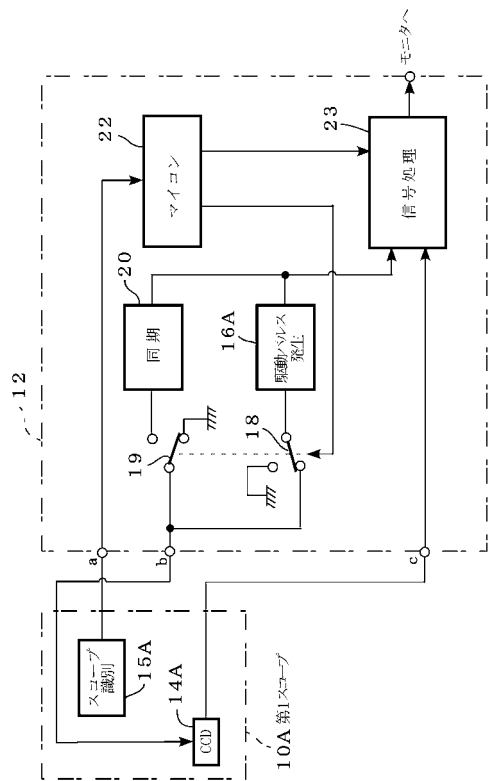 12
22
マイコン
23
信号処理
モニタへ
20
同期
16A
駆動パルス
発生
19
18
a
b
c
スコープ
識別
15A
14A
CCD
10A 第1スコープ